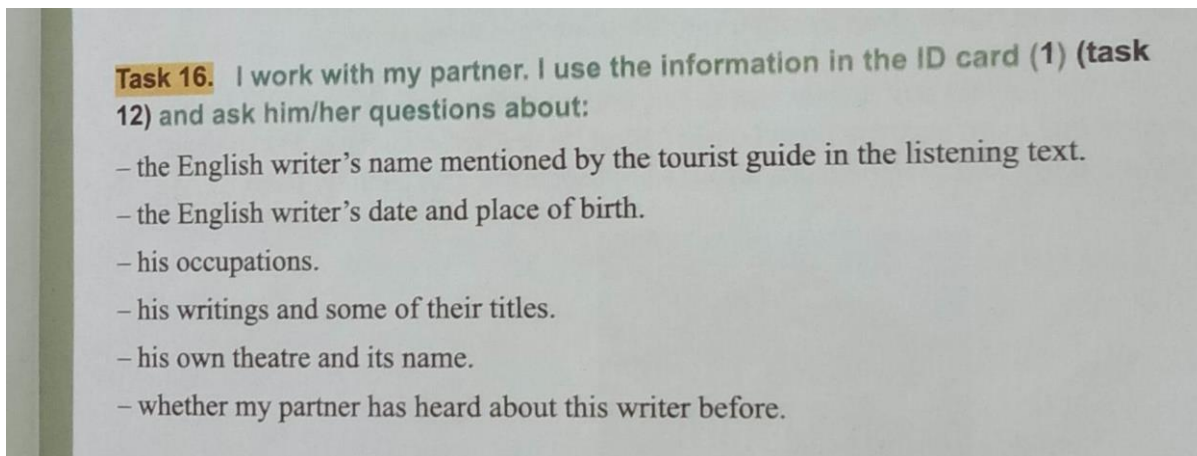 Task 16. I work with my partner. I use the information in the ID card (1) (task
12) and ask him/her questions about:
– the English writer's name mentioned by the tourist guide in the listening text.
– the English writer's date and place of birth.
– his occupations.
– his writings and some of their titles.
– his own theatre and its name.
– whether my partner has heard about this writer before.